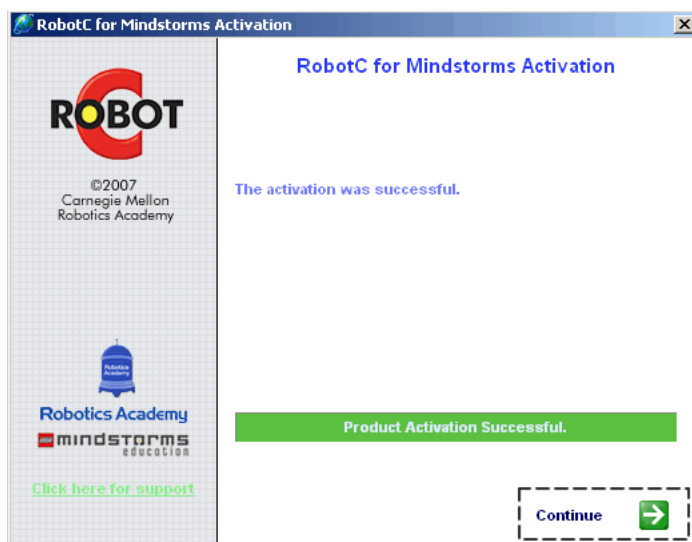 RobotC for Mindstorms Activation
ROBOT
C
©2007
Carnegie Mellon
Robotics Academy
Robotics
Academy
Robotics Academy
LEGO mindstorms
education
Click here for support
RobotC for Mindstorms Activation
The activation was successful.
Product Activation Successful.
Continue